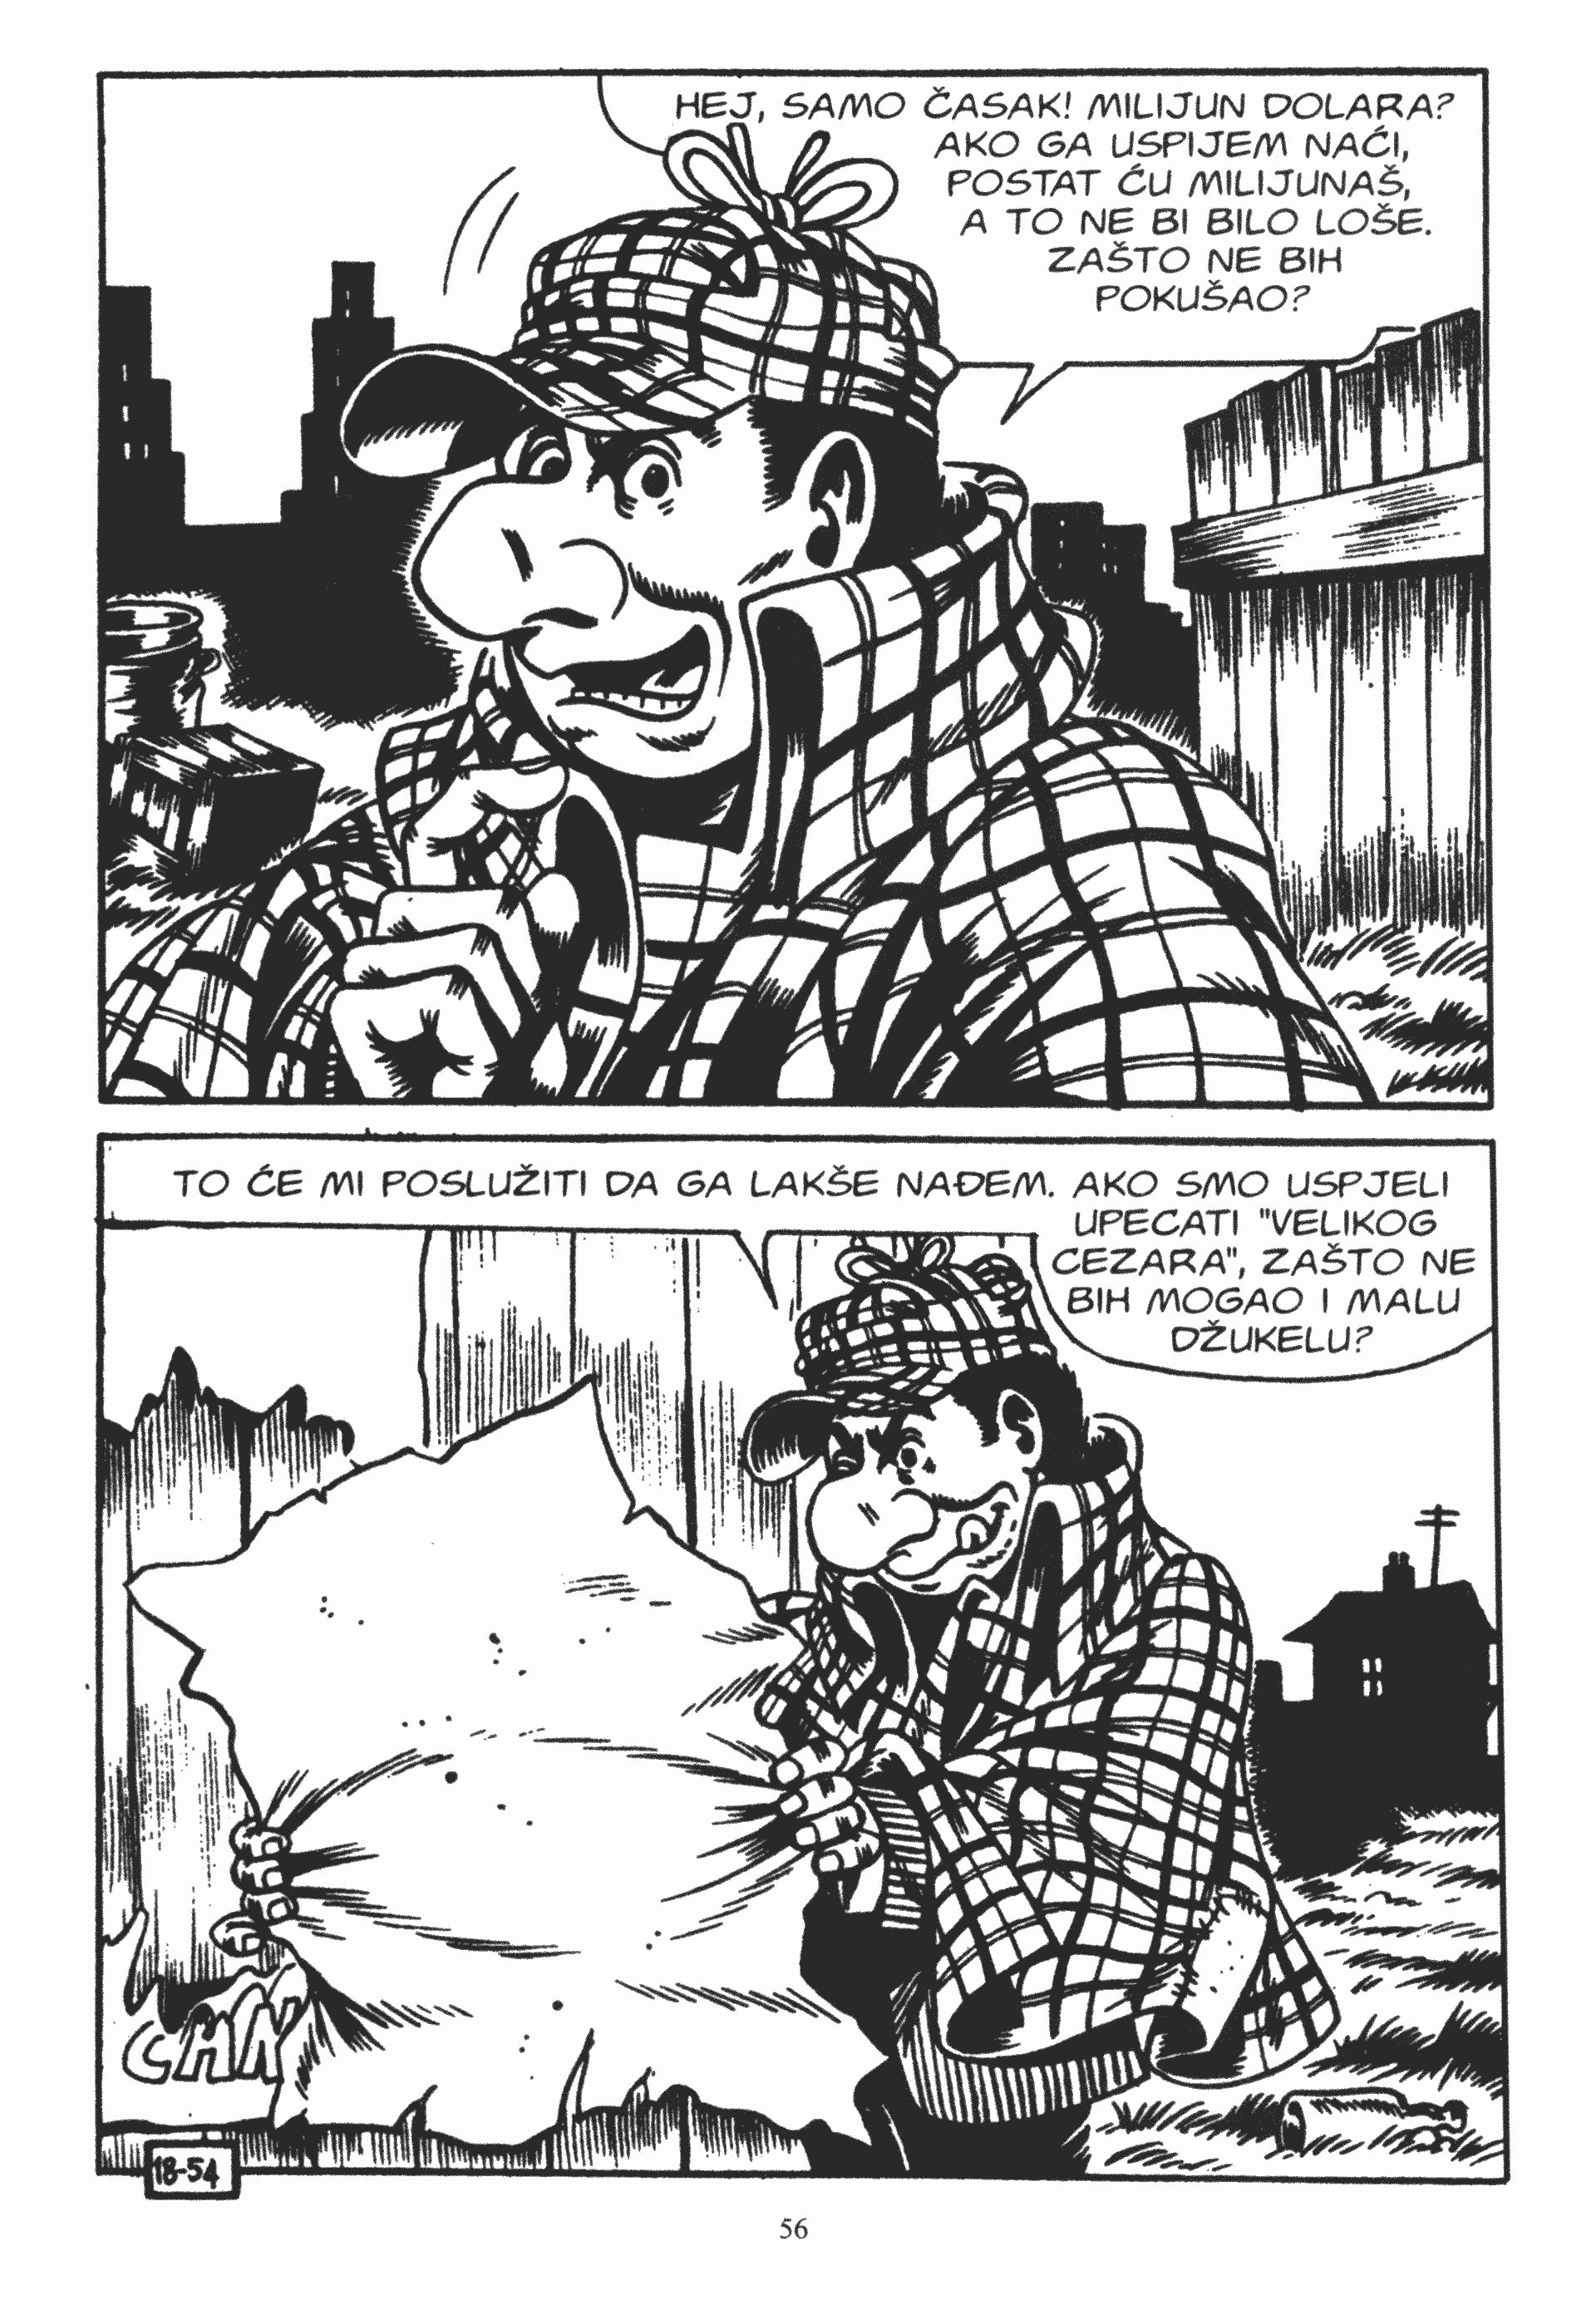 HEJ, SAMO ČASAK! MILIJUN DOLARA?
AKO GA USPIJEM NAĆI,
POSTAT ĆU MILIJUNAŠ,
A TO NE BI BILO LOŠE.
ZAŠTO NE BIH
POKUŠAO?
TO ĆE MI POSLUŽITI DA GA LAKŠE NAĐEM. AKO SMO USPJELI
UPECATI "VELIKOG
CEZARA", ZAŠTO NE
BIH MOGAO I MALU
DŽUKELU?
18-54
56